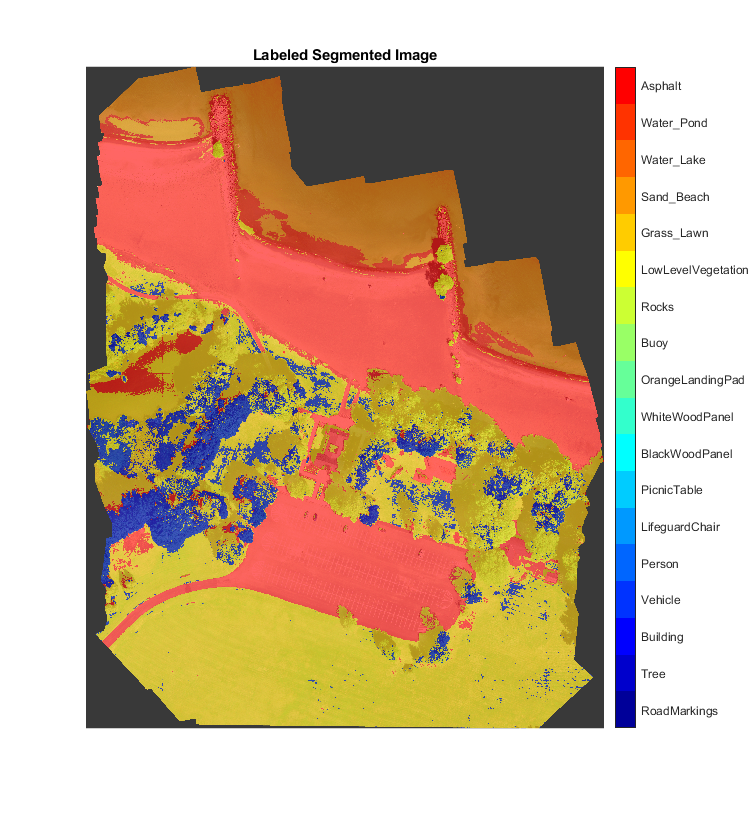 Labeled Segmented Image
Asphalt
Water_Pond
Water_Lake
Sand_Beach
Grass_Lawn
LowLevelVegetation
Rocks
Buoy
OrangeLandingPad
WhiteWoodPanel
BlackWoodPanel
PicnicTable
LifeguardChair
Person
Vehicle
Building
Tree
RoadMarkings